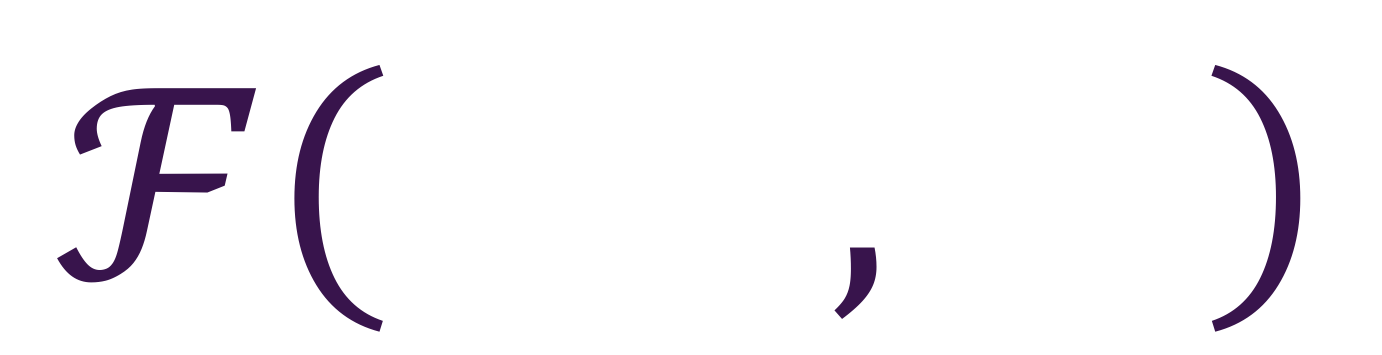 ℱ( , )